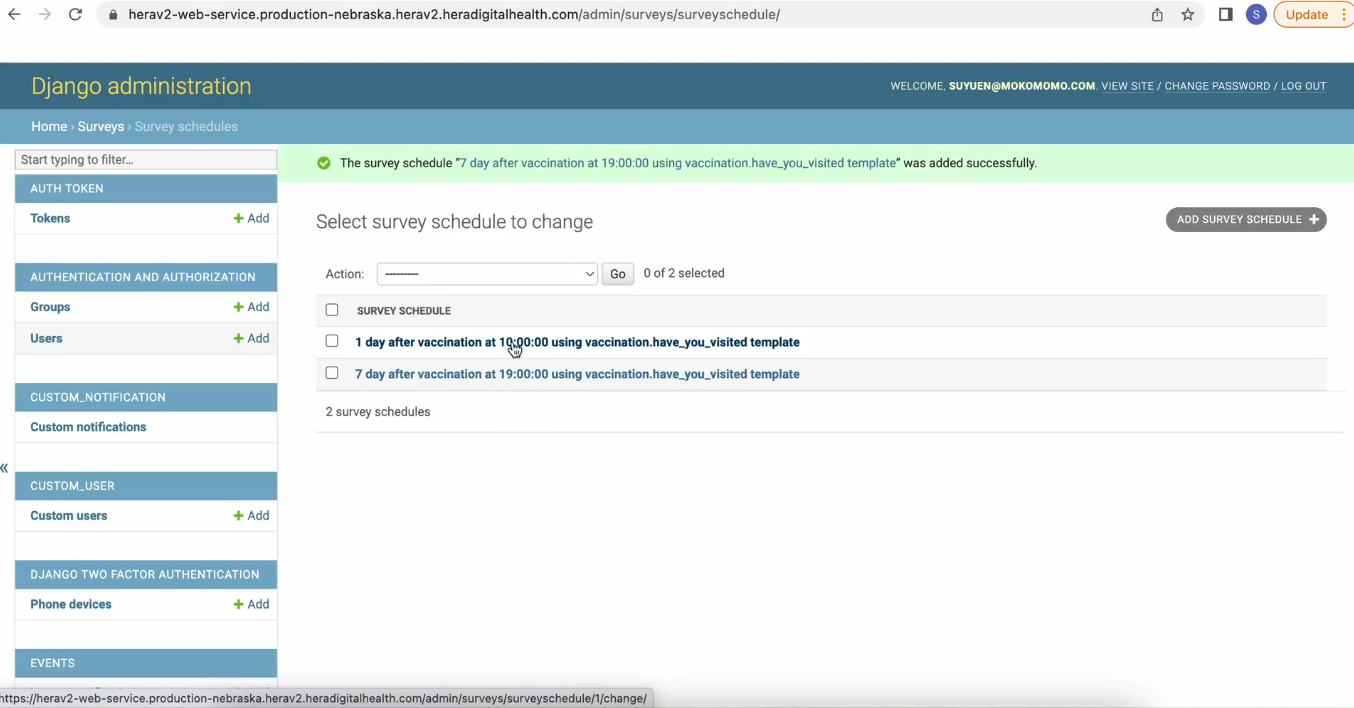 herav2-web-service.production-nebraska.herav2.heradigitalhealth.com/admin/surveys/surveyschedule/
S
Update
Django administration
WELCOME, SUYUEN@MOKOMOMO.COM. VIEW SITE / CHANGE PASSWORD / LOG OUT
Home › Surveys › Survey schedules
Start typing to filter...
The survey schedule “7 day after vaccination at 19:00:00 using vaccination.have_you_visited template” was added successfully.
AUTH TOKEN
Tokens + Add
Select survey schedule to change
ADD SURVEY SCHEDULE +
Action: --------- Go 0 of 2 selected
AUTHENTICATION AND AUTHORIZATION
Groups + Add
Users + Add
SURVEY SCHEDULE
1 day after vaccination at 10:00:00 using vaccination.have_you_visited template
7 day after vaccination at 19:00:00 using vaccination.have_you_visited template
2 survey schedules
CUSTOM_NOTIFICATION
Custom notifications
«
CUSTOM_USER
Custom users + Add
DJANGO TWO FACTOR AUTHENTICATION
Phone devices + Add
EVENTS
https://herav2-web-service.production-nebraska.herav2.heradigitalhealth.com/admin/surveys/surveyschedule/1/change/